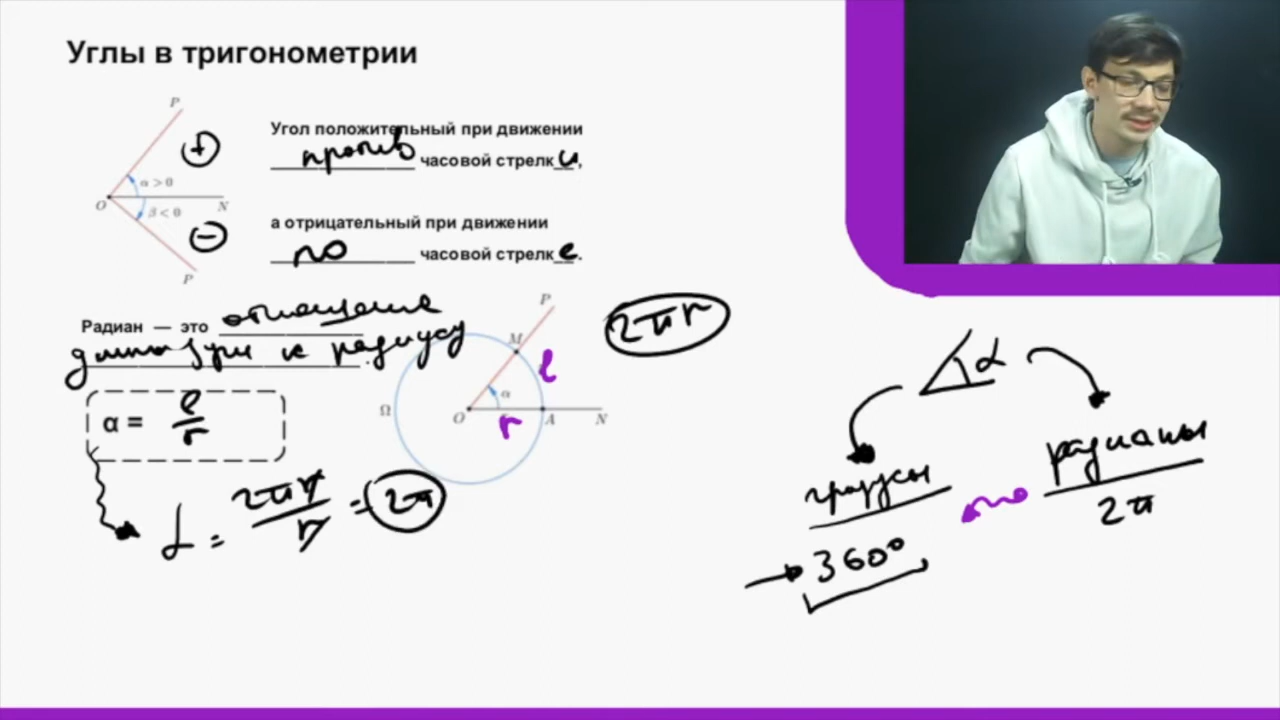 Углы в тригонометрии
P
+
Угол положительный при движении
против часовой стрелки,
α > 0
O
N
β < 0
−
P
а отрицательный при движении
по часовой стрелке.
Радиан — это отношение
длины дуги к радиусу
α = l/r
P
M
l
α
Ω
O
r
A
N
2πr
α = 2πr/r = 2π
α
градусы
360°
радианы
2π